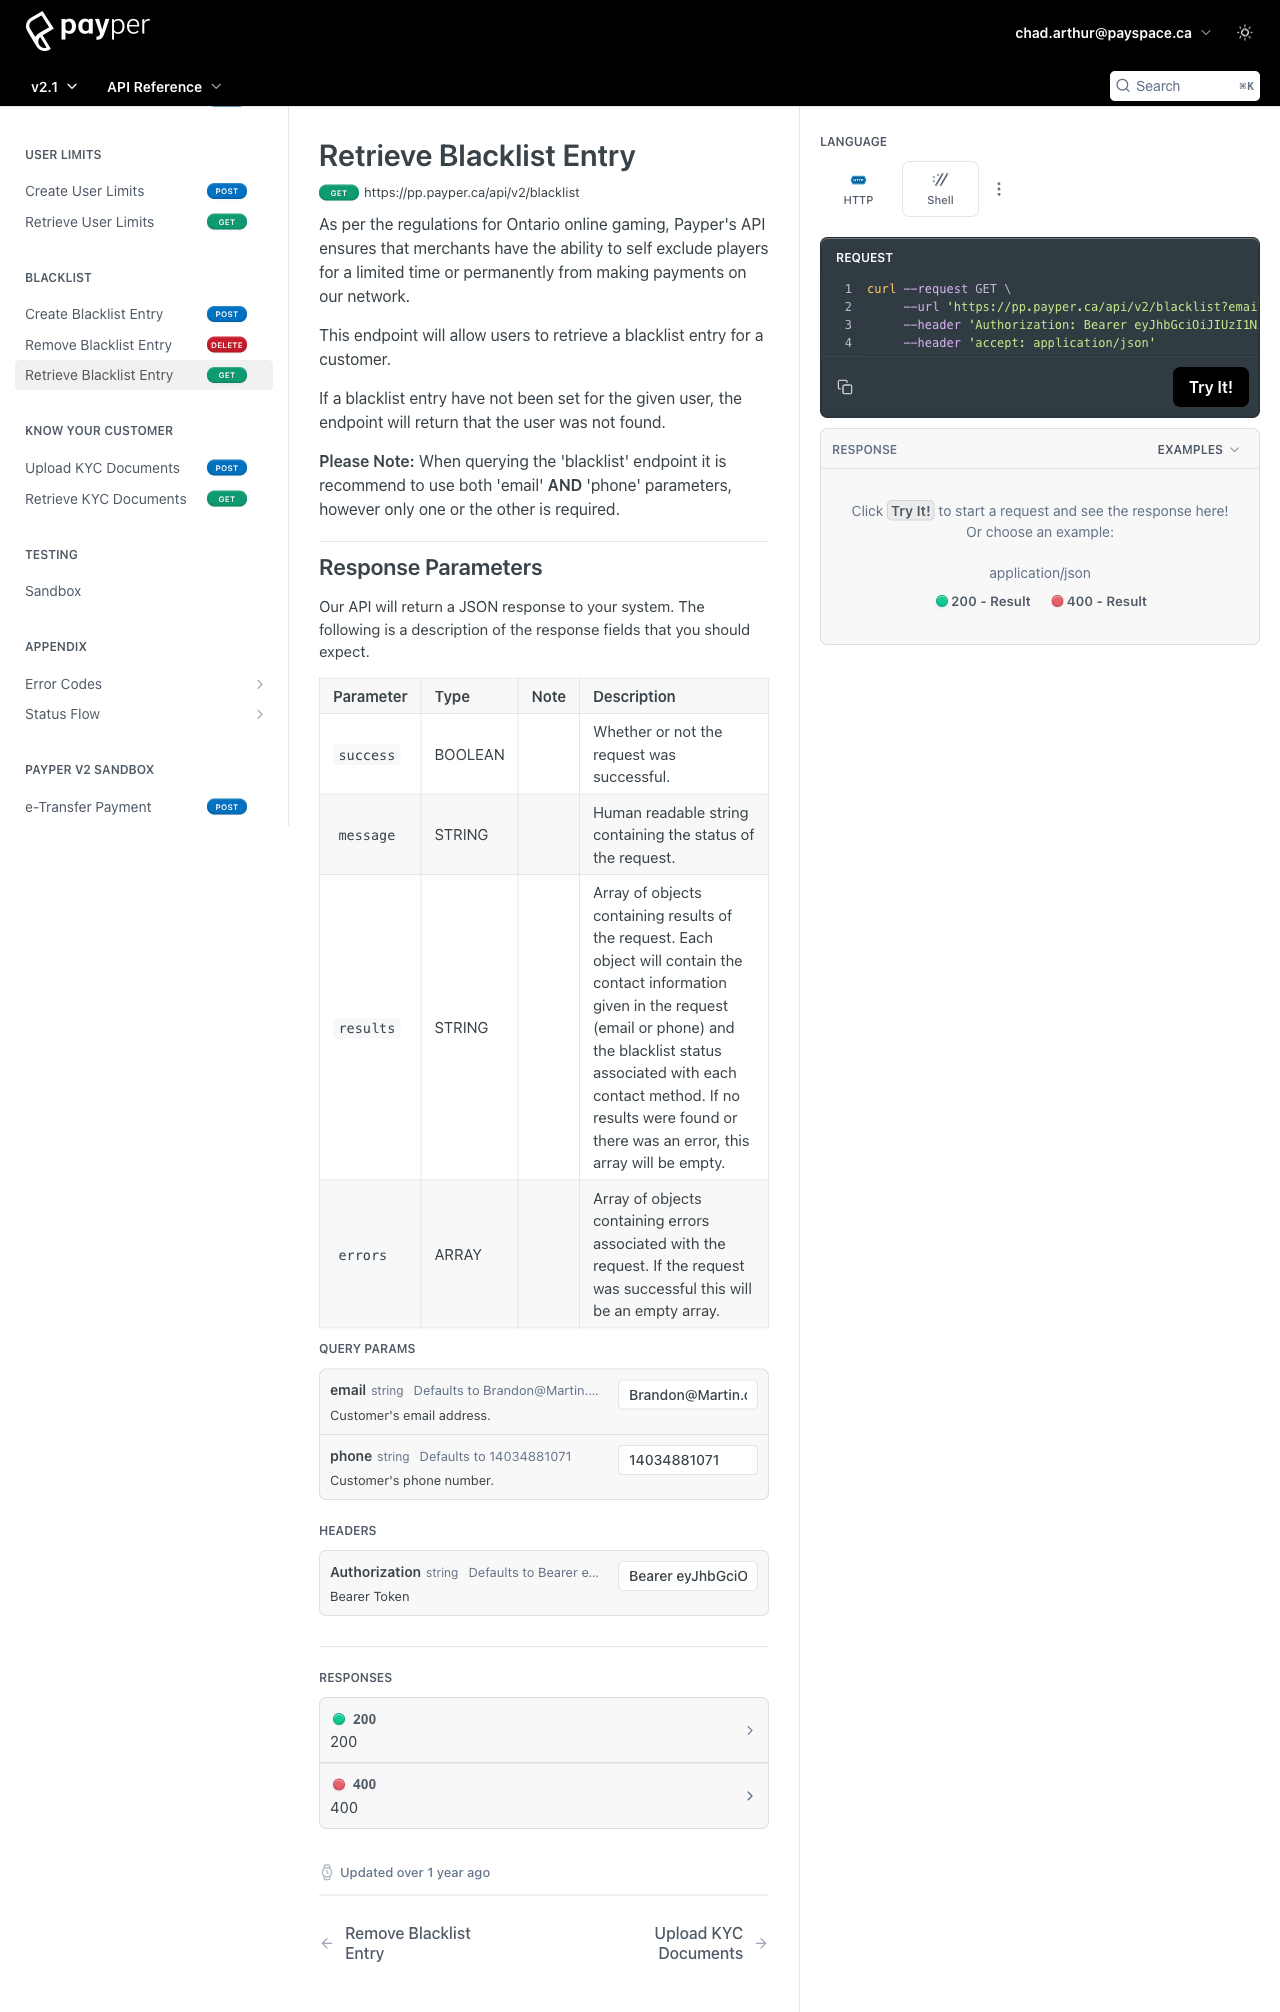 payper
chad.arthur@payspace.ca
v2.1
API Reference
Search
⌘K
USER LIMITS
Create User Limits POST
Retrieve User Limits GET
BLACKLIST
Create Blacklist Entry POST
Remove Blacklist Entry DELETE
Retrieve Blacklist Entry GET
KNOW YOUR CUSTOMER
Upload KYC Documents POST
Retrieve KYC Documents GET
TESTING
Sandbox
APPENDIX
Error Codes
Status Flow
PAYPER V2 SANDBOX
e-Transfer Payment POST
Retrieve Blacklist Entry
GET https://pp.payper.ca/api/v2/blacklist
As per the regulations for Ontario online gaming, Payper's API
ensures that merchants have the ability to self exclude players
for a limited time or permanently from making payments on
our network.
This endpoint will allow users to retrieve a blacklist entry for a
customer.
If a blacklist entry have not been set for the given user, the
endpoint will return that the user was not found.
Please Note: When querying the 'blacklist' endpoint it is
recommend to use both 'email' AND 'phone' parameters,
however only one or the other is required.
Response Parameters
Our API will return a JSON response to your system. The
following is a description of the response fields that you should
expect.
Parameter Type Note Description
success BOOLEAN
Whether or not the
request was
successful.
message STRING
Human readable string
containing the status of
the request.
results STRING
Array of objects
containing results of
the request. Each
object will contain the
contact information
given in the request
(email or phone) and
the blacklist status
associated with each
contact method. If no
results were found or
there was an error, this
array will be empty.
errors ARRAY
Array of objects
containing errors
associated with the
request. If the request
was successful this will
be an empty array.
QUERY PARAMS
email string Defaults to Brandon@Martin.... Brandon@Martin.c
Customer's email address.
phone string Defaults to 14034881071 14034881071
Customer's phone number.
HEADERS
Authorization string Defaults to Bearer e... Bearer eyJhbGciO
Bearer Token
RESPONSES
200
200
400
400
Updated over 1 year ago
Remove Blacklist
Entry
Upload KYC
Documents
LANGUAGE
HTTP
HTTP
Shell
REQUEST
1 curl --request GET \
2 --url 'https://pp.payper.ca/api/v2/blacklist?emai
3 --header 'Authorization: Bearer eyJhbGciOiJIUzI1N
4 --header 'accept: application/json'
Try It!
RESPONSE EXAMPLES
Click Try It! to start a request and see the response here!
Or choose an example:
application/json
200 - Result 400 - Result